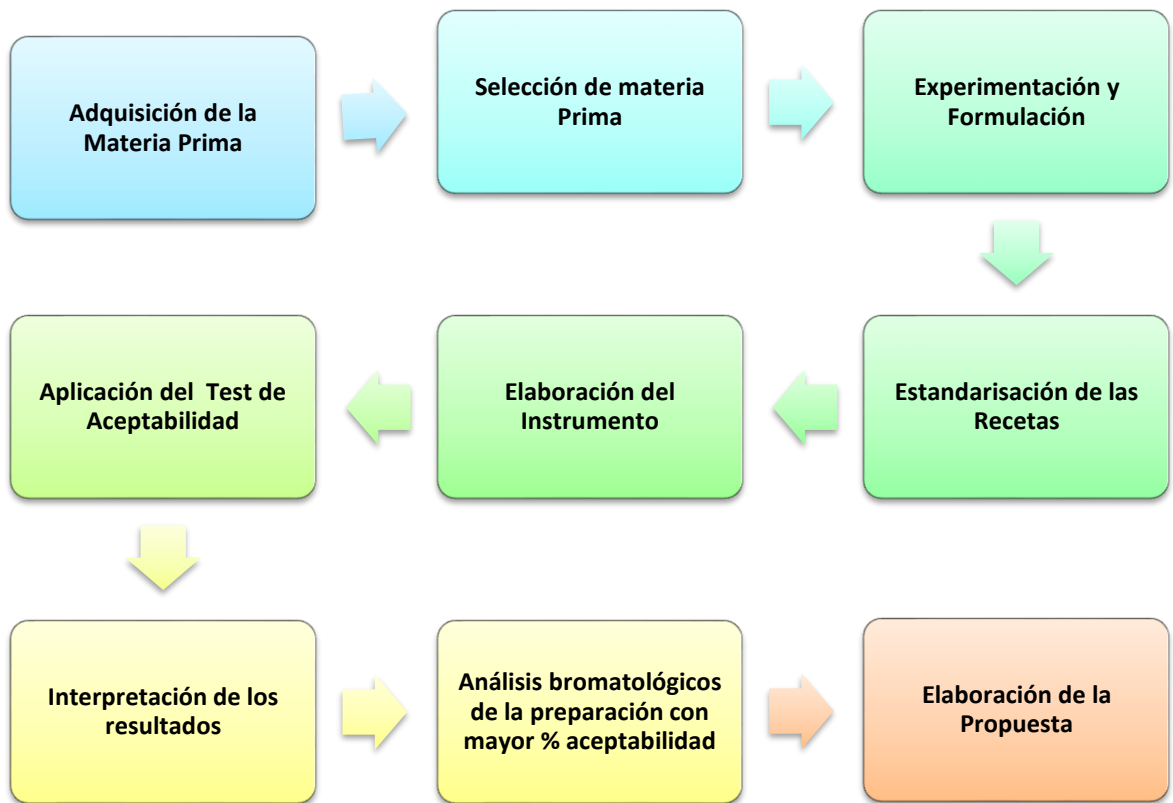 Adquisición de la
Materia Prima
Selección de materia
Prima
Experimentación y
Formulación
Estandarisación de las
Recetas
Elaboración del
Instrumento
Aplicación del Test de
Aceptabilidad
Interpretación de los
resultados
Análisis bromatológicos
de la preparación con
mayor % aceptabilidad
Elaboración de la
Propuesta